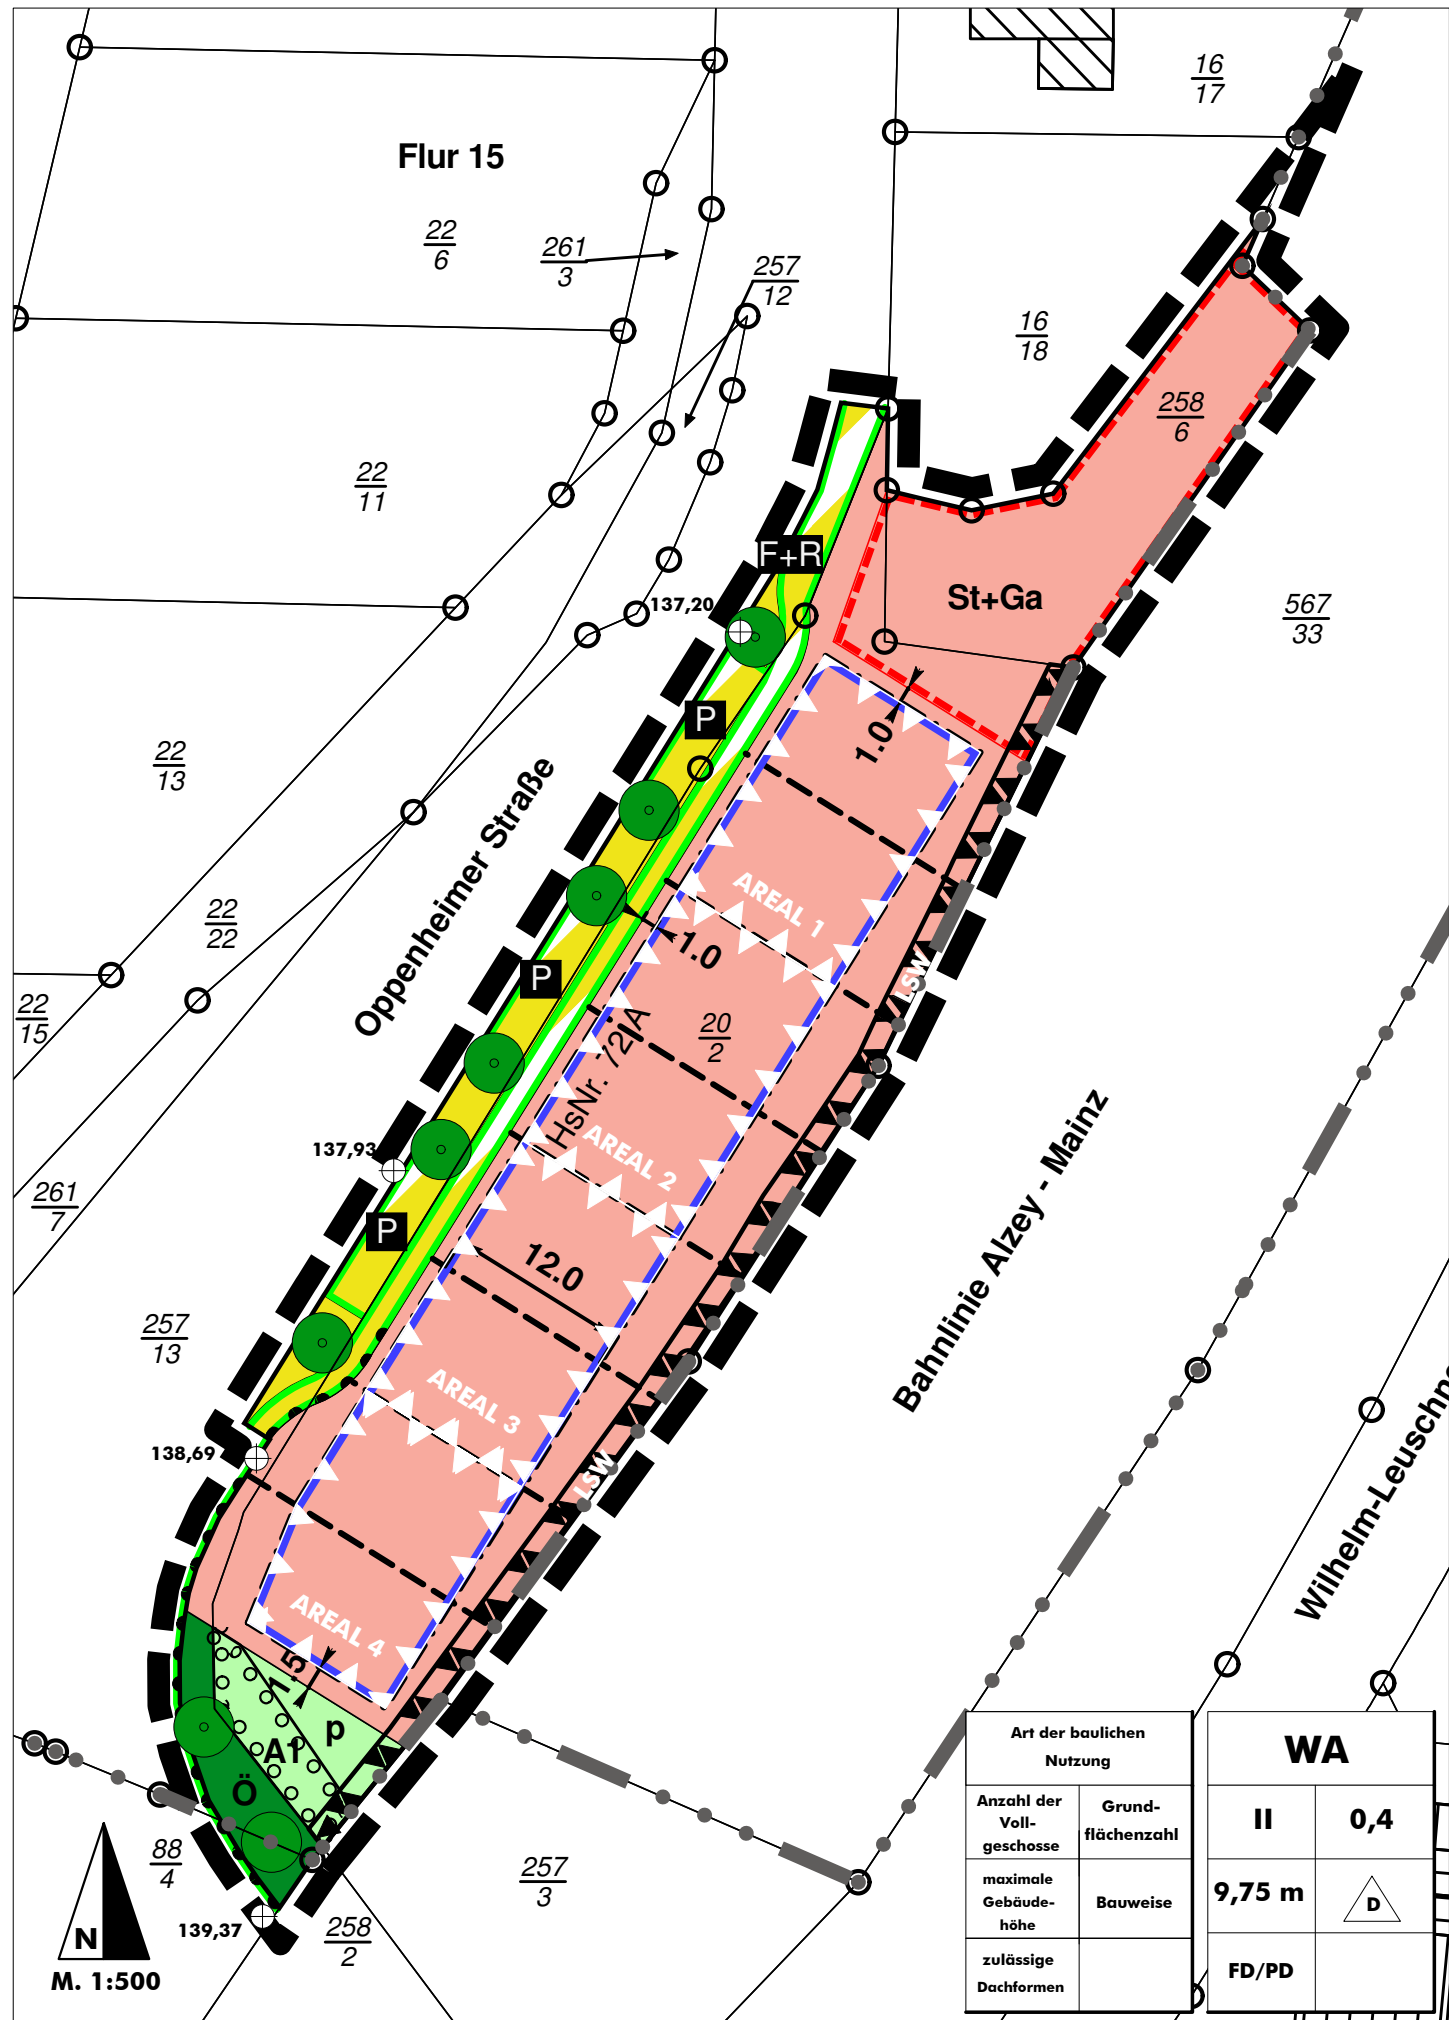 16
17
Flur 15
22
6
261
3
257
12
16
18
258
6
22
11
F+R
St+Ga
137,20
567
33
P
1.0
22
13
Oppenheimer Straße
AREAL 1
22
22
1.0
P
LSW
22
15
20
2
HsNr. 72IA
AREAL 2
137,93
Bahnlinie Alzey - Mainz
261
7
P
12.0
257
13
AREAL 3
138,69
LSW
Wilhelm-Leuschne
AREAL 4
1.5
p
A1
Ö
88
4
257
3
139,37
258
2
N
M. 1:500
Art der baulichen
Nutzung
WA
Anzahl der
Voll-
geschosse
Grund-
flächenzahl
II
0,4
maximale
Gebäude-
höhe
Bauweise
9,75 m
D
zulässige
Dachformen
FD/PD